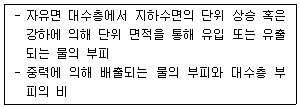 - 자유면 대수층에서 지하수면의 단위 상승 혹은
강하에 의해 단위 면적을 통해 유입 또는 유출
되는 물의 부피
- 중력에 의해 배출되는 물의 부피와 대수층 부
피의 비